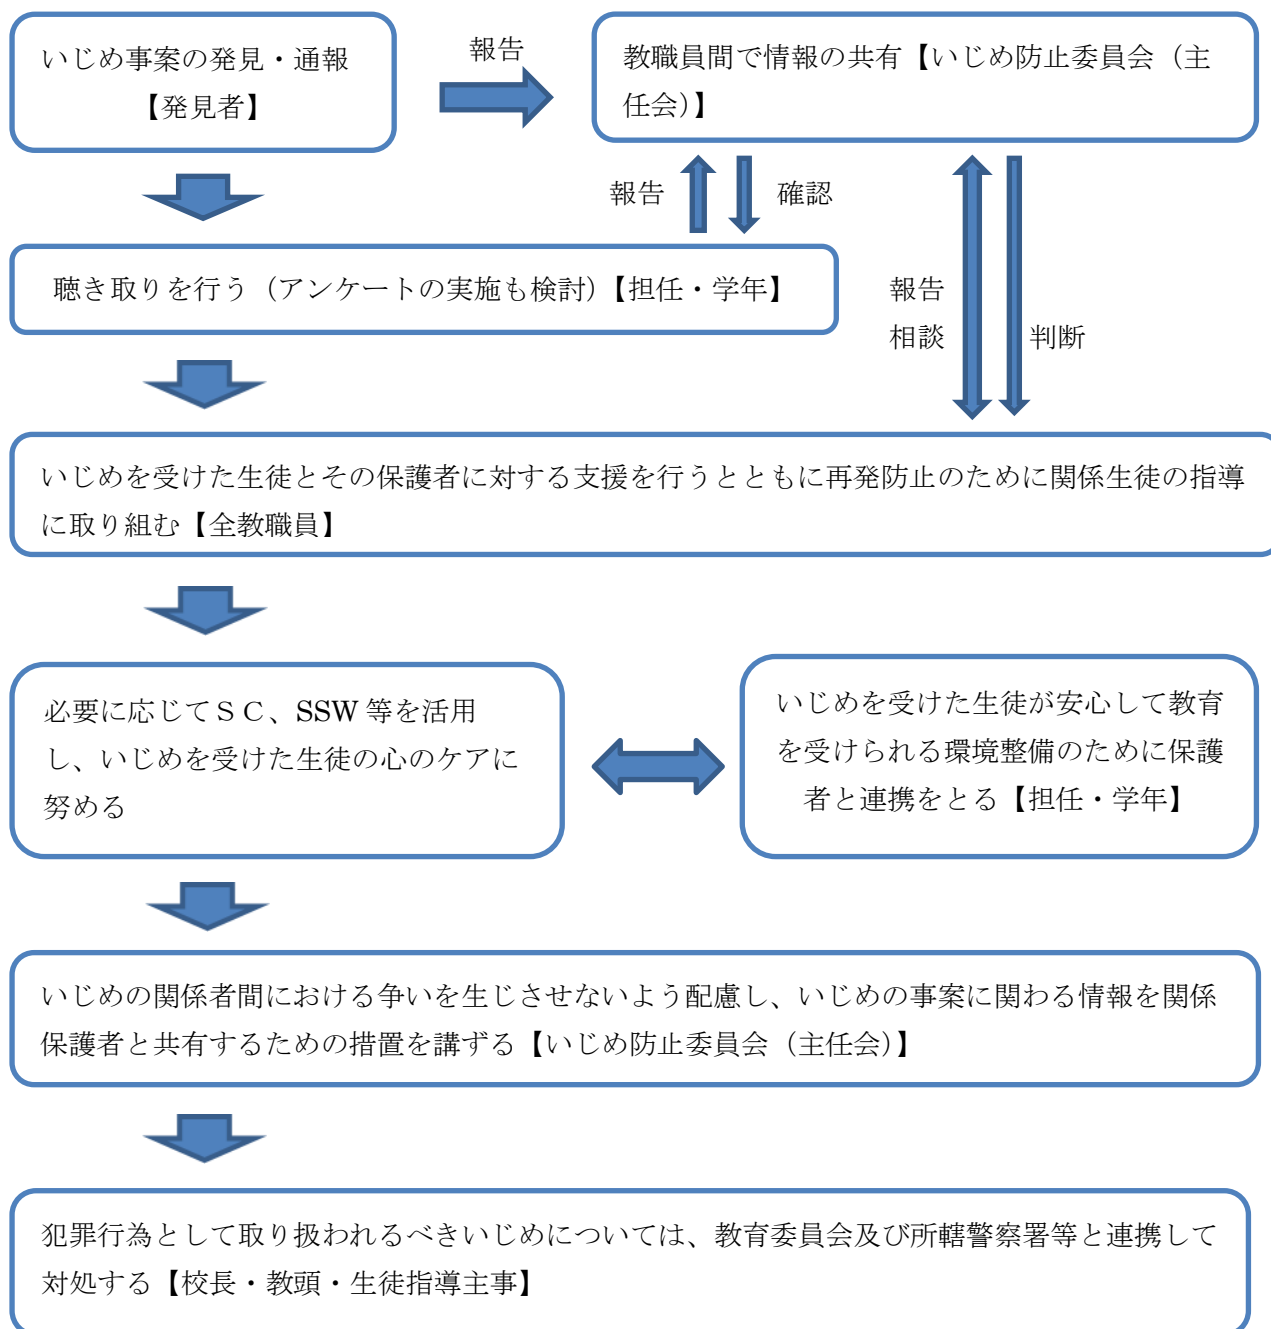 いじめ事案の発見・通報
【発見者】
報告
教職員間で情報の共有【いじめ防止委員会（主
任会）】
報告
確認
聴き取りを行う（アンケートの実施も検討）【担任・学年】
報告
相談
判断
いじめを受けた生徒とその保護者に対する支援を行うとともに再発防止のために関係生徒の指導
に取り組む【全教職員】
必要に応じてＳＣ、SSW 等を活用
し、いじめを受けた生徒の心のケアに
努める
いじめを受けた生徒が安心して教育
を受けられる環境整備のために保護
者と連携をとる【担任・学年】
いじめの関係者間における争いを生じさせないよう配慮し、いじめの事案に関わる情報を関係
保護者と共有するための措置を講ずる【いじめ防止委員会（主任会）】
犯罪行為として取り扱われるべきいじめについては、教育委員会及び所轄警察署等と連携して
対処する【校長・教頭・生徒指導主事】